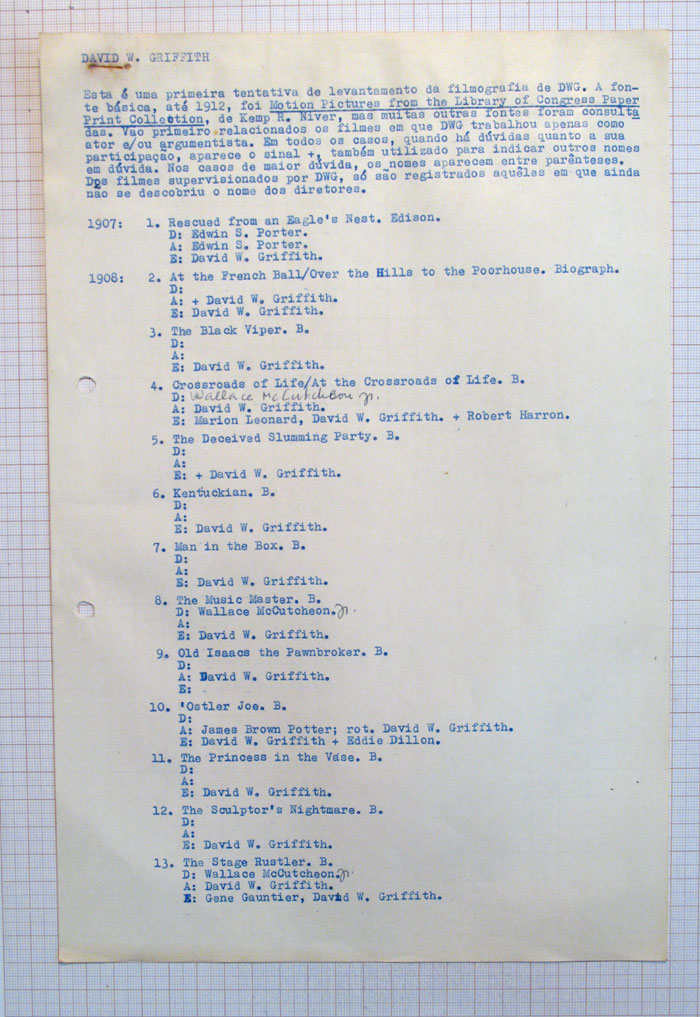 DAVID W. GRIFFITH
Esta é uma primeira tentativa de levantamento da filmografia de DWG. A fon-
te básica, até 1912, foi Motion Pictures from the Library of Congress Paper
Print Collection, de Kemp R. Niver, mas muitas outras fontes foram consulta
das. Vão primeiro relacionados os filmes em que DWG trabalhou apenas como
ator e/ou argumentista. Em todos os casos, quando há dúvidas quanto a sua
participação, aparece o sinal +, também utilizado para indicar outros nomes
em dúvida. Nos casos de maior dúvida, os nomes aparecem entre parênteses.
Dos filmes supervisionados por DWG, só são registrados aquêles em que ainda
não se descobriu o nome dos diretores.
1907: 1. Rescued from an Eagle's Nest. Edison.
D: Edwin S. Porter.
A: Edwin S. Porter.
E: David W. Griffith.
1908: 2. At the French Ball/Over the Hills to the Poorhouse. Biograph.
D:
A: + David W. Griffith.
E: David W. Griffith.
3. The Black Viper. B.
D:
A:
E: David W. Griffith.
4. Crossroads of Life/At the Crossroads of Life. B.
D: Wallace McCutcheon jr.
A: David W. Griffith.
E: Marion Leonard, David W. Griffith. + Robert Harron.
5. The Deceived Slumming Party. B.
D:
A:
E: + David W. Griffith.
6. Kentuckian. B.
D:
A:
E: David W. Griffith.
7. Man in the Box. B.
D:
A:
E: David W. Griffith.
8. The Music Master. B.
D: Wallace McCutcheon. jr.
A:
E: David W. Griffith.
9. Old Isaacs the Pawnbroker. B.
D:
A: David W. Griffith.
E:
10. 'Ostler Joe. B.
D:
A: James Brown Potter; rot. David W. Griffith.
E: David W. Griffith + Eddie Dillon.
11. The Princess in the Vase. B.
D:
A:
E: David W. Griffith.
12. The Sculptor's Nightmare. B.
D:
A:
E: David W. Griffith.
13. The Stage Rustler. B.
D: Wallace McCutcheon. jr.
A: David W. Griffith.
E: Gene Gauntier, David W. Griffith.